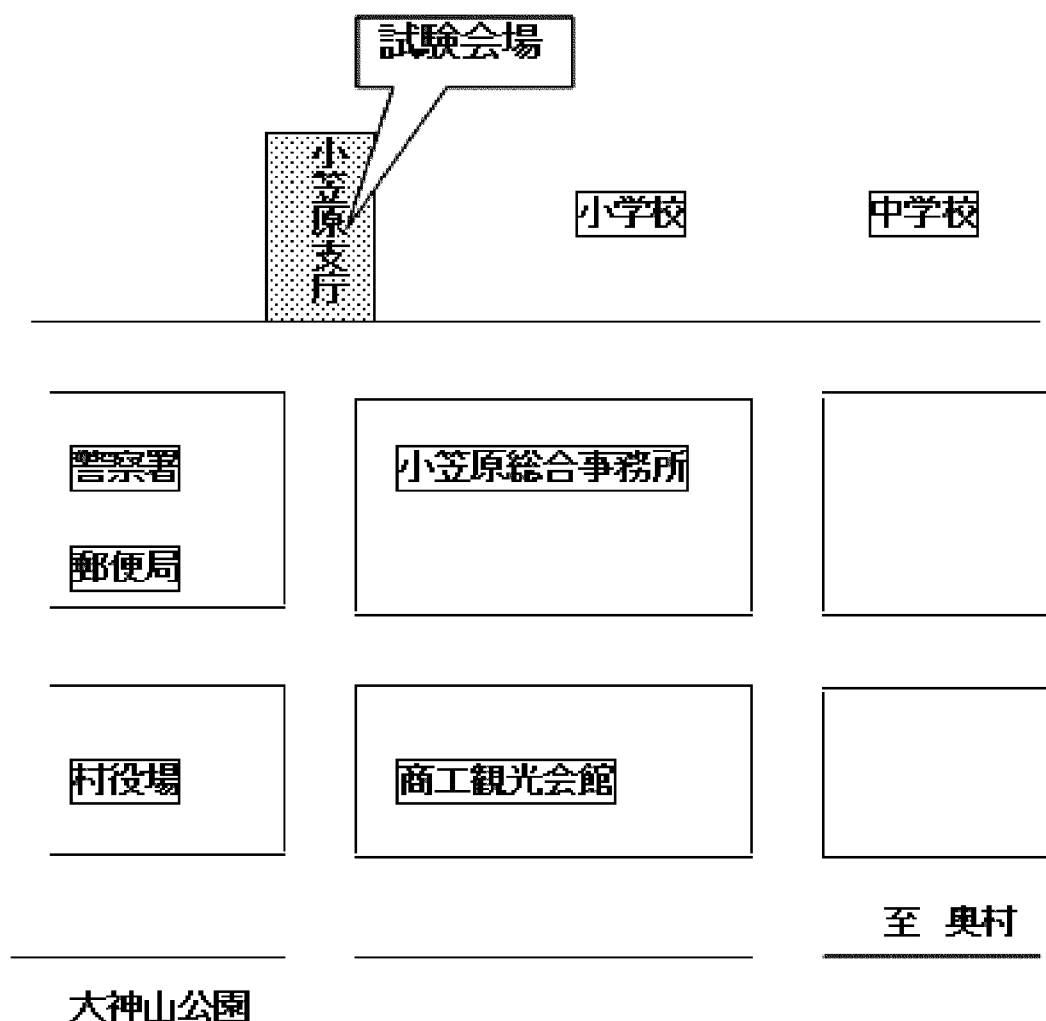 試験会場
小笠原支庁
小学校
中学校
警察署
小笠原総合事務所
郵便局
村役場
商工観光会館
至 奥村
大神山公園